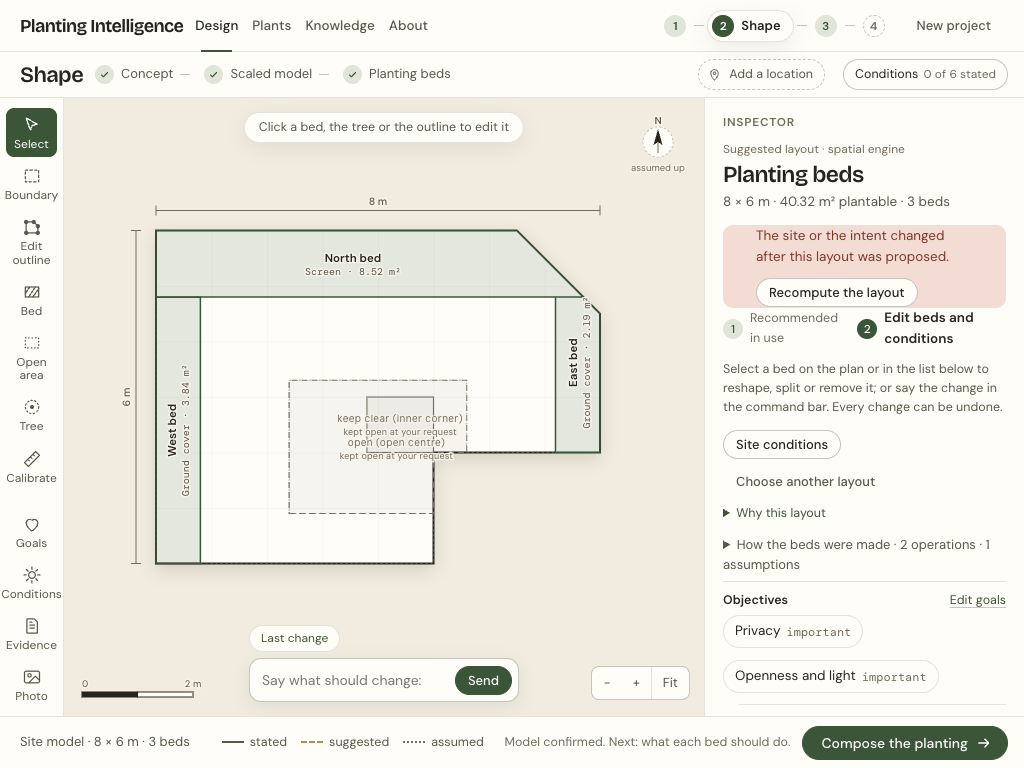 Planting Intelligence Design Plants Knowledge About 1 2 Shape 3 4 New project
Shape Concept Scaled model Planting beds Add a location Conditions 0 of 6 stated
Select
Boundary
Edit
outline
Bed
Open
area
Tree
Calibrate
Goals
Conditions
Evidence
Photo
Click a bed, the tree or the outline to edit it
N
assumed up
8 m
6 m
North bed
Screen · 8.52 m²
West bed
Ground cover · 3.84 m²
East bed
Ground cover · 2.19 m²
keep clear (inner corner)
kept open at your request
open (open centre)
kept open at your request
Last change
Say what should change:
Send
0 2 m
− + Fit
INSPECTOR
Suggested layout · spatial engine
Planting beds
8 × 6 m · 40.32 m² plantable · 3 beds
The site or the intent changed
after this layout was proposed.
Recompute the layout
1 Recommended
in use
2 Edit beds and
conditions
Select a bed on the plan or in the list below to
reshape, split or remove it; or say the change in
the command bar. Every change can be undone.
Site conditions
Choose another layout
Why this layout
How the beds were made · 2 operations · 1
assumptions
Objectives Edit goals
Privacy important
Openness and light important
Site model · 8 × 6 m · 3 beds stated suggested assumed Model confirmed. Next: what each bed should do. Compose the planting →